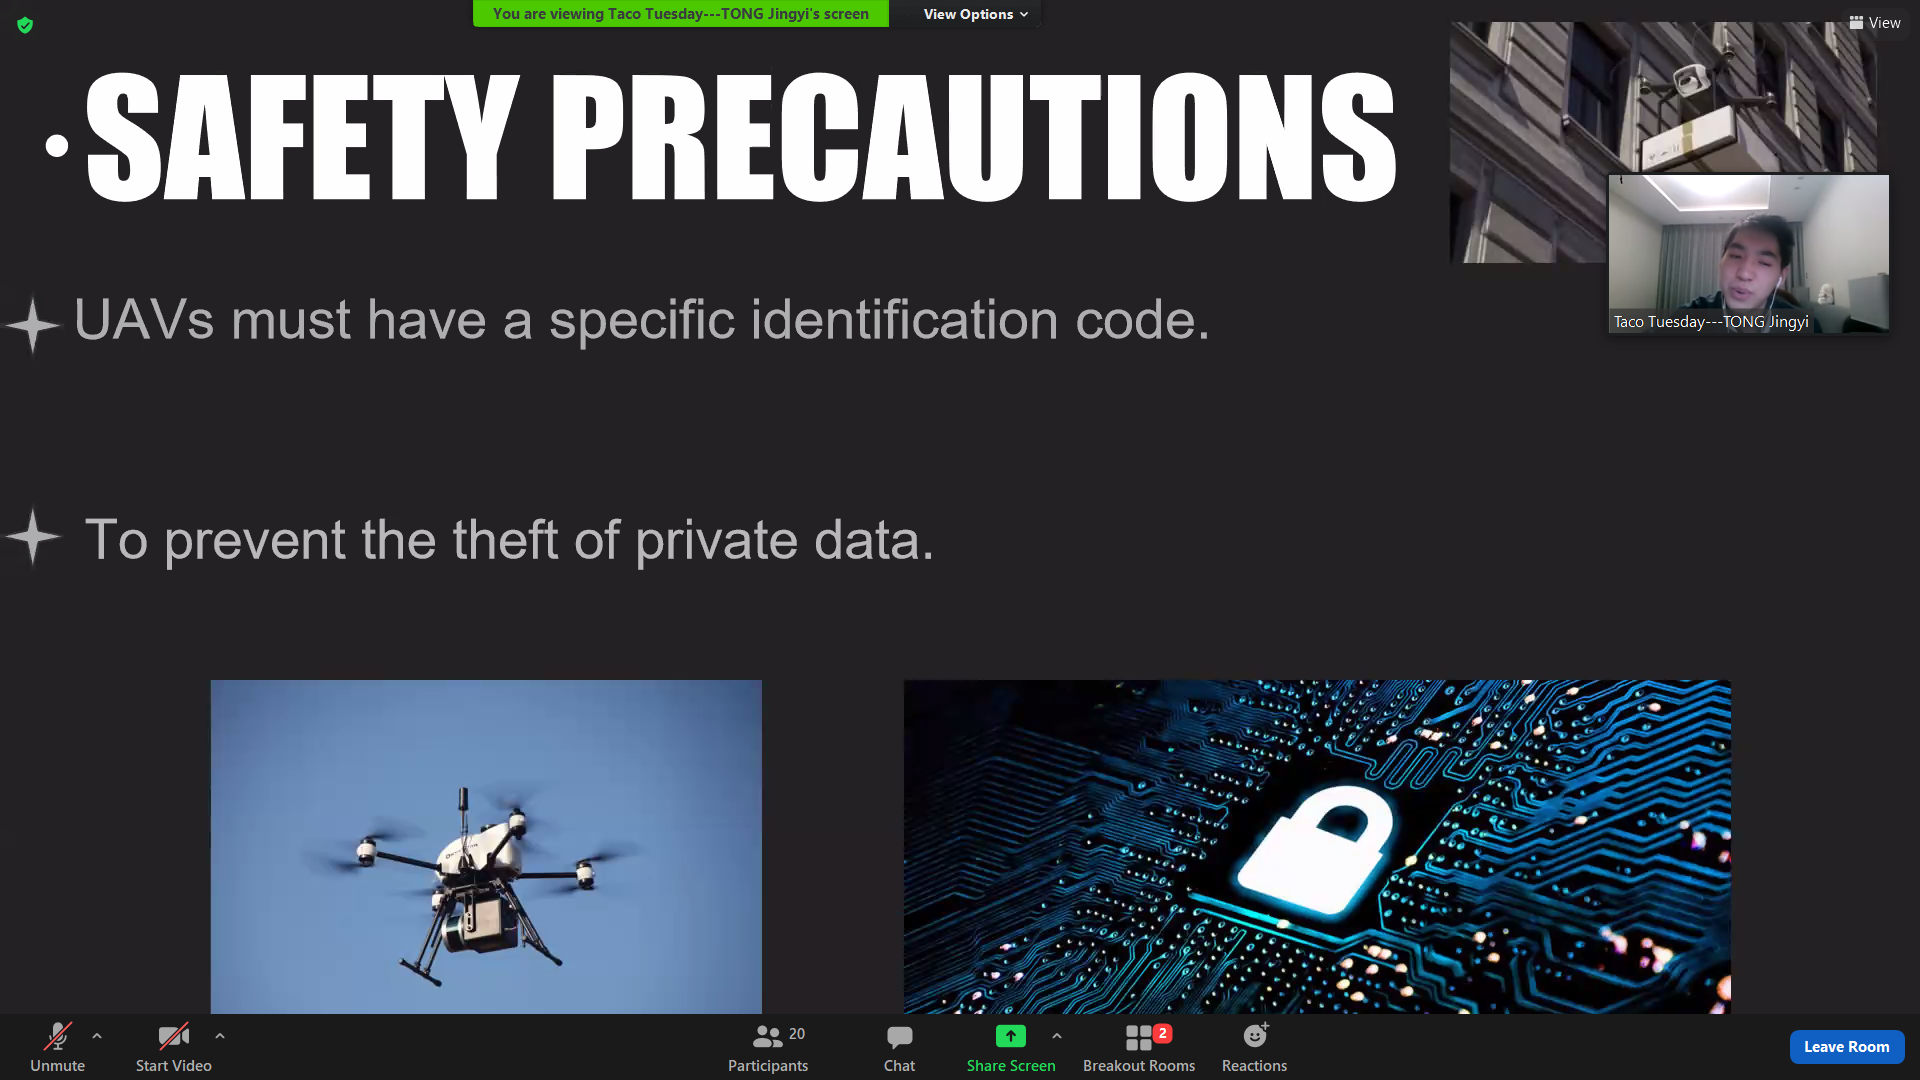 You are viewing Taco Tuesday---TONG Jingyi's screen
View Options
View
•SAFETY PRECAUTIONS
Taco Tuesday---TONG Jingyi
UAVs must have a specific identification code.
To prevent the theft of private data.
Unmute
Start Video
20
Participants
Chat
Share Screen
2
Breakout Rooms
Reactions
Leave Room